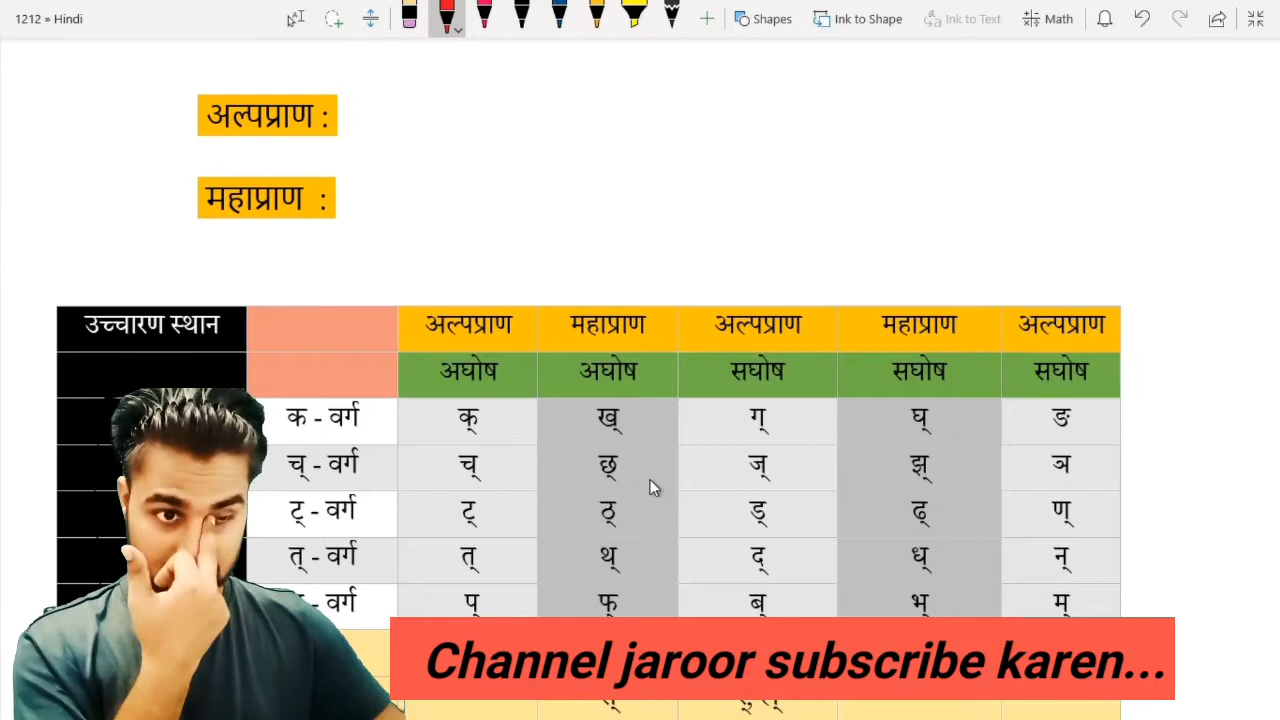 1212 » Hindi
Shapes Ink to Shape Ink to Text Math
अल्पप्राण :
महाप्राण :
उच्चारण स्थान अल्पप्राण महाप्राण अल्पप्राण महाप्राण अल्पप्राण
अघोष अघोष सघोष सघोष सघोष
क - वर्ग क् ख् ग् घ् ङ
च् - वर्ग च् छ् ज् झ् ञ
ट् - वर्ग ट् ठ् ड् ढ् ण्
त् - वर्ग त् थ् द् ध् न्
- वर्ग प् फ् ब् भ् म्
Channel jaroor subscribe karen...